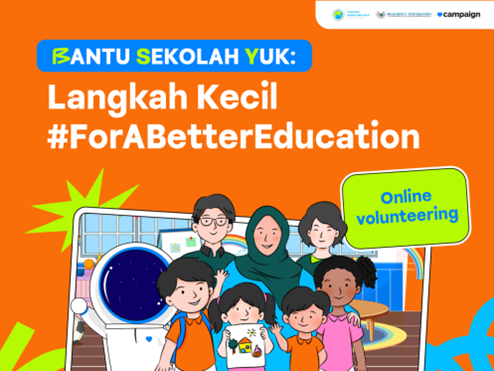 campaign
BANTU SEKOLAH YUK:
Langkah Kecil
#ForABetterEducation
Online
volunteering